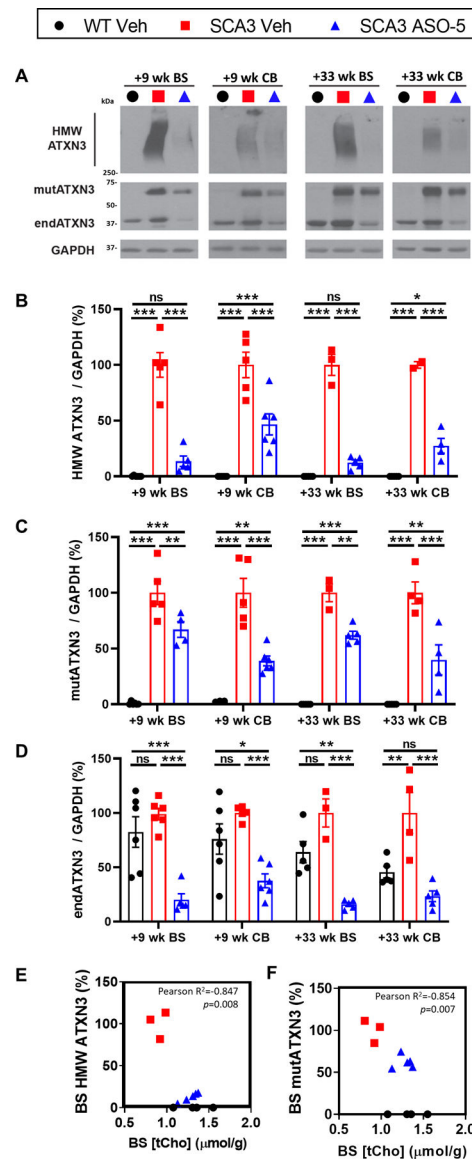 WT Veh SCA3 Veh SCA3 ASO-5
A
+9 wk BS +9 wk CB +33 wk BS +33 wk CB
kDa
HMW
ATXN3
250-
mutATXN3
75-
50-
endATXN3
37-
GAPDH
37-
B
HMW ATXN3 / GAPDH (%)
150
100
50
0
ns *** ns *
*** *** *** *** *** *** *** ***
+9 wk BS +9 wk CB +33 wk BS +33 wk CB
C
mutATXN3 / GAPDH (%)
150
100
50
0
*** ** *** **
*** ** *** *** *** ** *** ***
+9 wk BS +9 wk CB +33 wk BS +33 wk CB
D
endATXN3 / GAPDH (%)
150
100
50
0
*** * ** ns
ns *** ns *** ns *** ** ***
+9 wk BS +9 wk CB +33 wk BS +33 wk CB
E
BS HMW ATXN3 (%)
150
100
50
0
Pearson R²=-0.847
p=0.008
0.5 1.0 1.5 2.0
BS [tCho] (μmol/g)
F
BS mutATXN3 (%)
150
100
50
0
Pearson R²=-0.854
p=0.007
0.5 1.0 1.5 2.0
BS [tCho] (μmol/g)